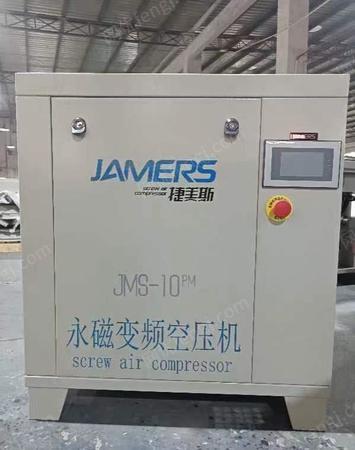 JAMERS
JAMERS
screw air
compressor
捷美斯
JMS-10PM
永磁变频空压机
screw air compressor